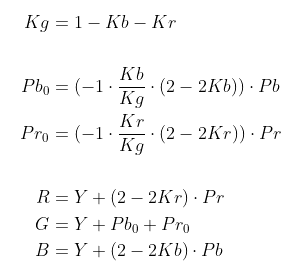 Kg = 1 − Kb − Kr
Pb₀ = (−1 · Kb/Kg · (2 − 2Kb)) · Pb
Pr₀ = (−1 · Kr/Kg · (2 − 2Kr)) · Pr
R = Y + (2 − 2Kr) · Pr
G = Y + Pb₀ + Pr₀
B = Y + (2 − 2Kb) · Pb